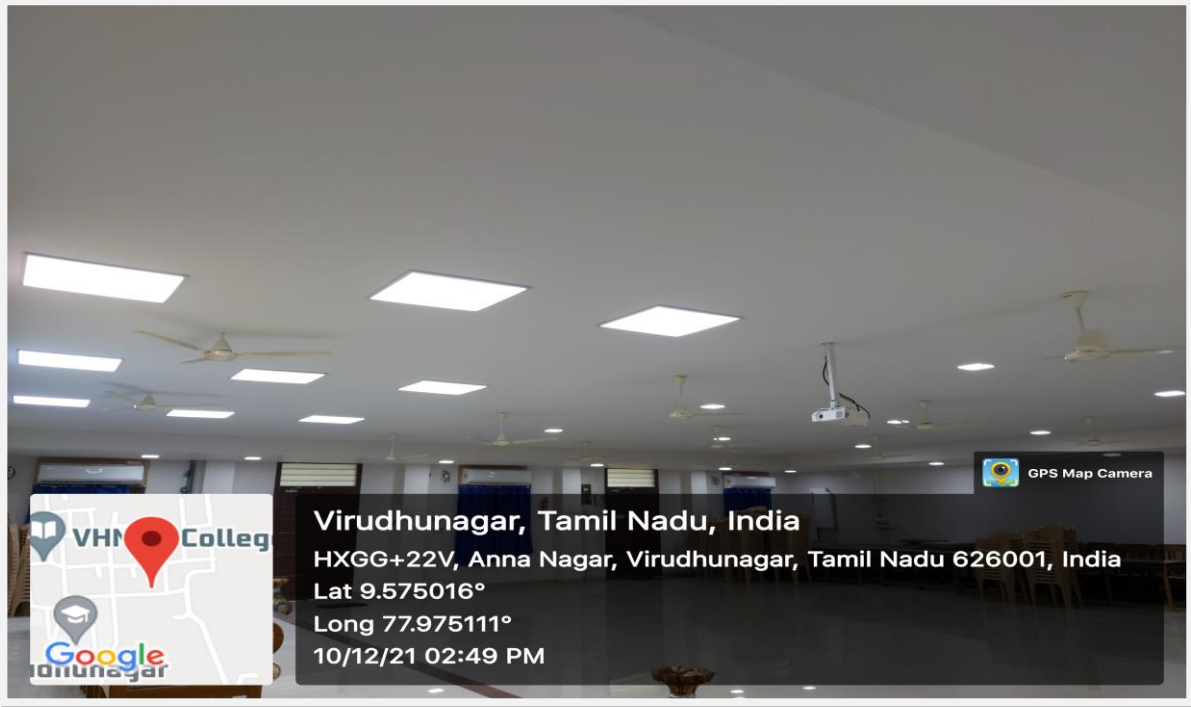 GPS Map Camera
VHN
Colleg
Google
Virudhunagar, Tamil Nadu, India
HXGG+22V, Anna Nagar, Virudhunagar, Tamil Nadu 626001, India
Lat 9.575016°
Long 77.975111°
10/12/21 02:49 PM